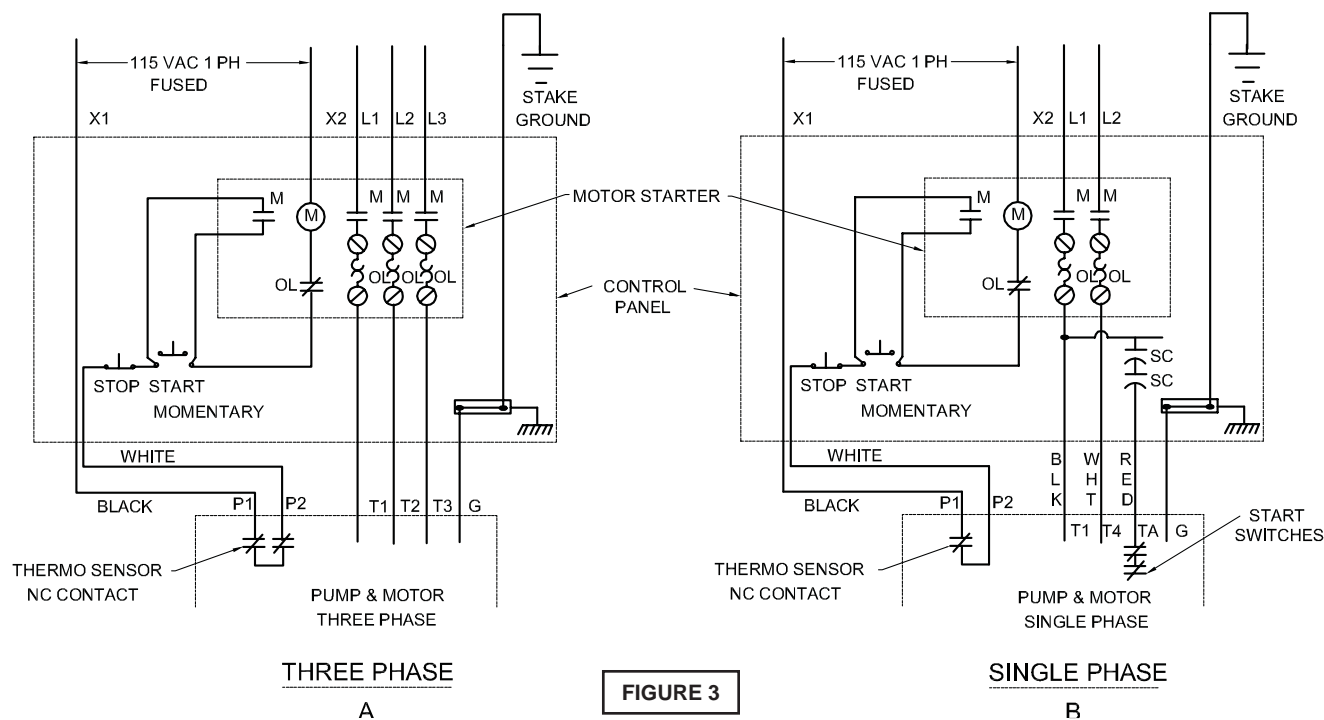 115 VAC 1 PH
FUSED
STAKE
GROUND
X1
X2
L1
L2
L3
M
M
M
M
M
OL
OL
OL
OL
STOP
START
MOMENTARY
WHITE
BLACK
P1
P2
T1
T2
T3
G
THERMO SENSOR
NC CONTACT
PUMP & MOTOR
THREE PHASE
THREE PHASE
A
MOTOR STARTER
CONTROL
PANEL
FIGURE 3
115 VAC 1 PH
FUSED
STAKE
GROUND
X1
X2
L1
L2
M
M
M
M
OL
OL
OL
SC
SC
STOP
START
MOMENTARY
WHITE
BLACK
P1
P2
BLK
WHT
RED
T1
T4
TA
G
START
SWITCHES
THERMO SENSOR
NC CONTACT
PUMP & MOTOR
SINGLE PHASE
SINGLE PHASE
B